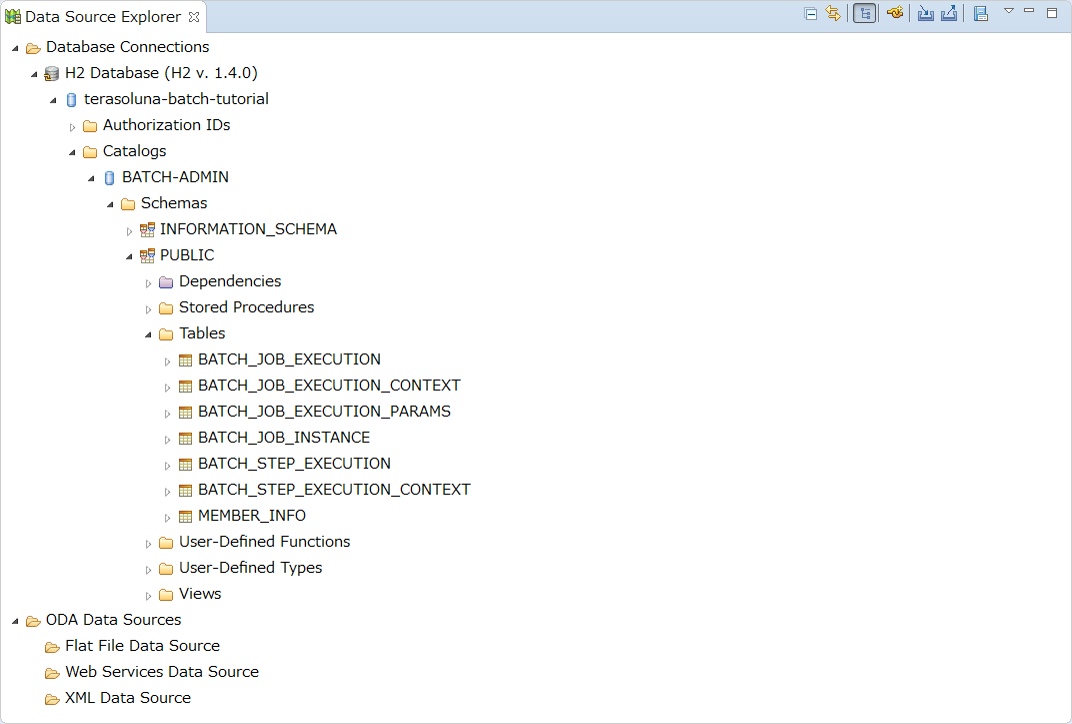 Data Source Explorer
Database Connections
H2 Database (H2 v. 1.4.0)
terasoluna-batch-tutorial
Authorization IDs
Catalogs
BATCH-ADMIN
Schemas
INFORMATION_SCHEMA
PUBLIC
Dependencies
Stored Procedures
Tables
BATCH_JOB_EXECUTION
BATCH_JOB_EXECUTION_CONTEXT
BATCH_JOB_EXECUTION_PARAMS
BATCH_JOB_INSTANCE
BATCH_STEP_EXECUTION
BATCH_STEP_EXECUTION_CONTEXT
MEMBER_INFO
User-Defined Functions
User-Defined Types
Views
ODA Data Sources
Flat File Data Source
Web Services Data Source
XML Data Source